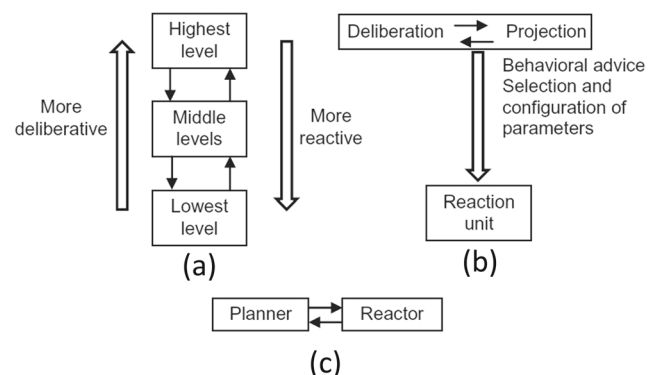 Highest
level
More
deliberative
Middle
levels
More
reactive
Lowest
level
(a)
Deliberation
Projection
Behavioral advice
Selection and
configuration of
parameters
Reaction
unit
(b)
Planner
Reactor
(c)